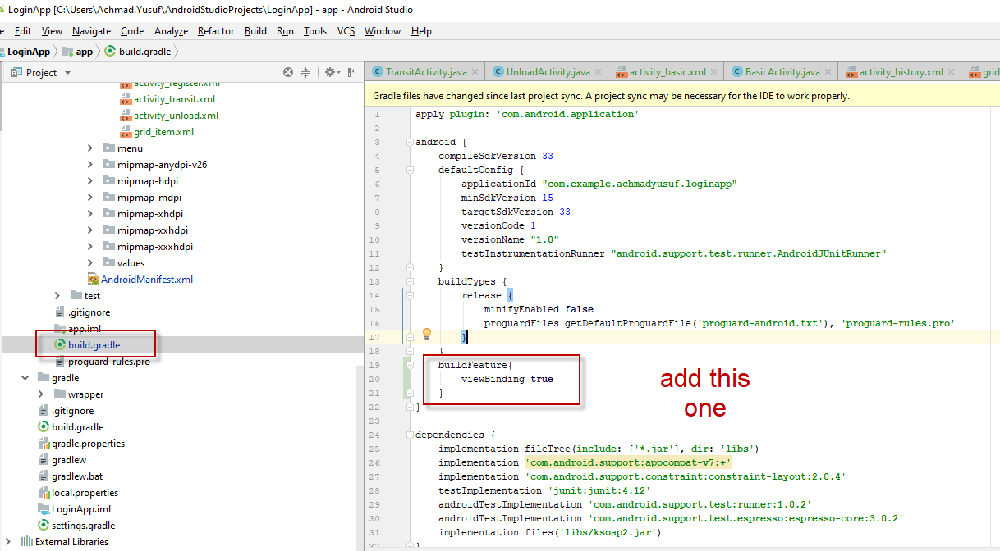 LoginApp [C:\Users\Achmad.Yusuf\AndroidStudioProjects\LoginApp] - app - Android Studio
Edit View Navigate Code Analyze Refactor Build Run Tools VCS Window Help
LoginApp app build.gradle
Project
TransitActivity.java UnloadActivity.java activity_basic.xml BasicActivity.java activity_history.xml grid
activity_register.xml
activity_transit.xml
activity_unload.xml
grid_item.xml
menu
mipmap-anydpi-v26
mipmap-hdpi
mipmap-mdpi
mipmap-xhdpi
mipmap-xxhdpi
mipmap-xxxhdpi
values
AndroidManifest.xml
test
.gitignore
app.iml
build.gradle
proguard-rules.pro
gradle
wrapper
.gitignore
build.gradle
gradle.properties
gradlew
gradlew.bat
local.properties
LoginApp.iml
settings.gradle
External Libraries
Gradle files have changed since last project sync. A project sync may be necessary for the IDE to work properly.
1 apply plugin: 'com.android.application'
2
3 android {
4 compileSdkVersion 33
5 defaultConfig {
6 applicationId "com.example.achmadyusuf.loginapp"
7 minSdkVersion 15
8 targetSdkVersion 33
9 versionCode 1
10 versionName "1.0"
11 testInstrumentationRunner "android.support.test.runner.AndroidJUnitRunner"
12 }
13 buildTypes {
14 release {
15 minifyEnabled false
16 proguardFiles getDefaultProguardFile('proguard-android.txt'), 'proguard-rules.pro'
17 }
18 }
19 buildFeature{
20 viewBinding true
21 }
22 }
23
24 dependencies {
25 implementation fileTree(include: ['*.jar'], dir: 'libs')
26 implementation 'com.android.support:appcompat-v7:+'
27 implementation 'com.android.support.constraint:constraint-layout:2.0.4'
28 testImplementation 'junit:junit:4.12'
29 androidTestImplementation 'com.android.support.test:runner:1.0.2'
30 androidTestImplementation 'com.android.support.test.espresso:espresso-core:3.0.2'
31 implementation files('libs/ksoap2.jar')
32 }
add this
one